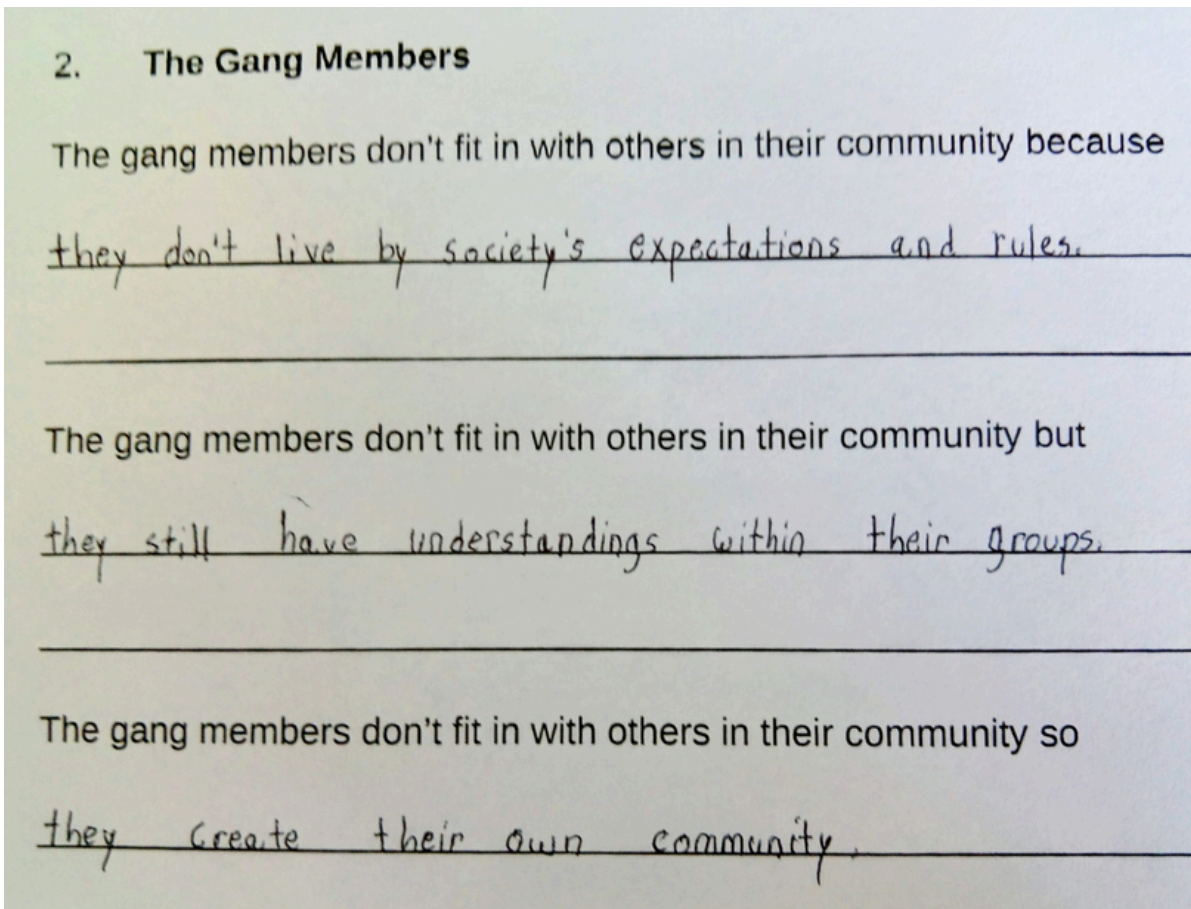 2. The Gang Members
The gang members don't fit in with others in their community because
they don't live by society's expectations and rules.
The gang members don't fit in with others in their community but
they still have understandings within their groups.
The gang members don't fit in with others in their community so
they create their own community.